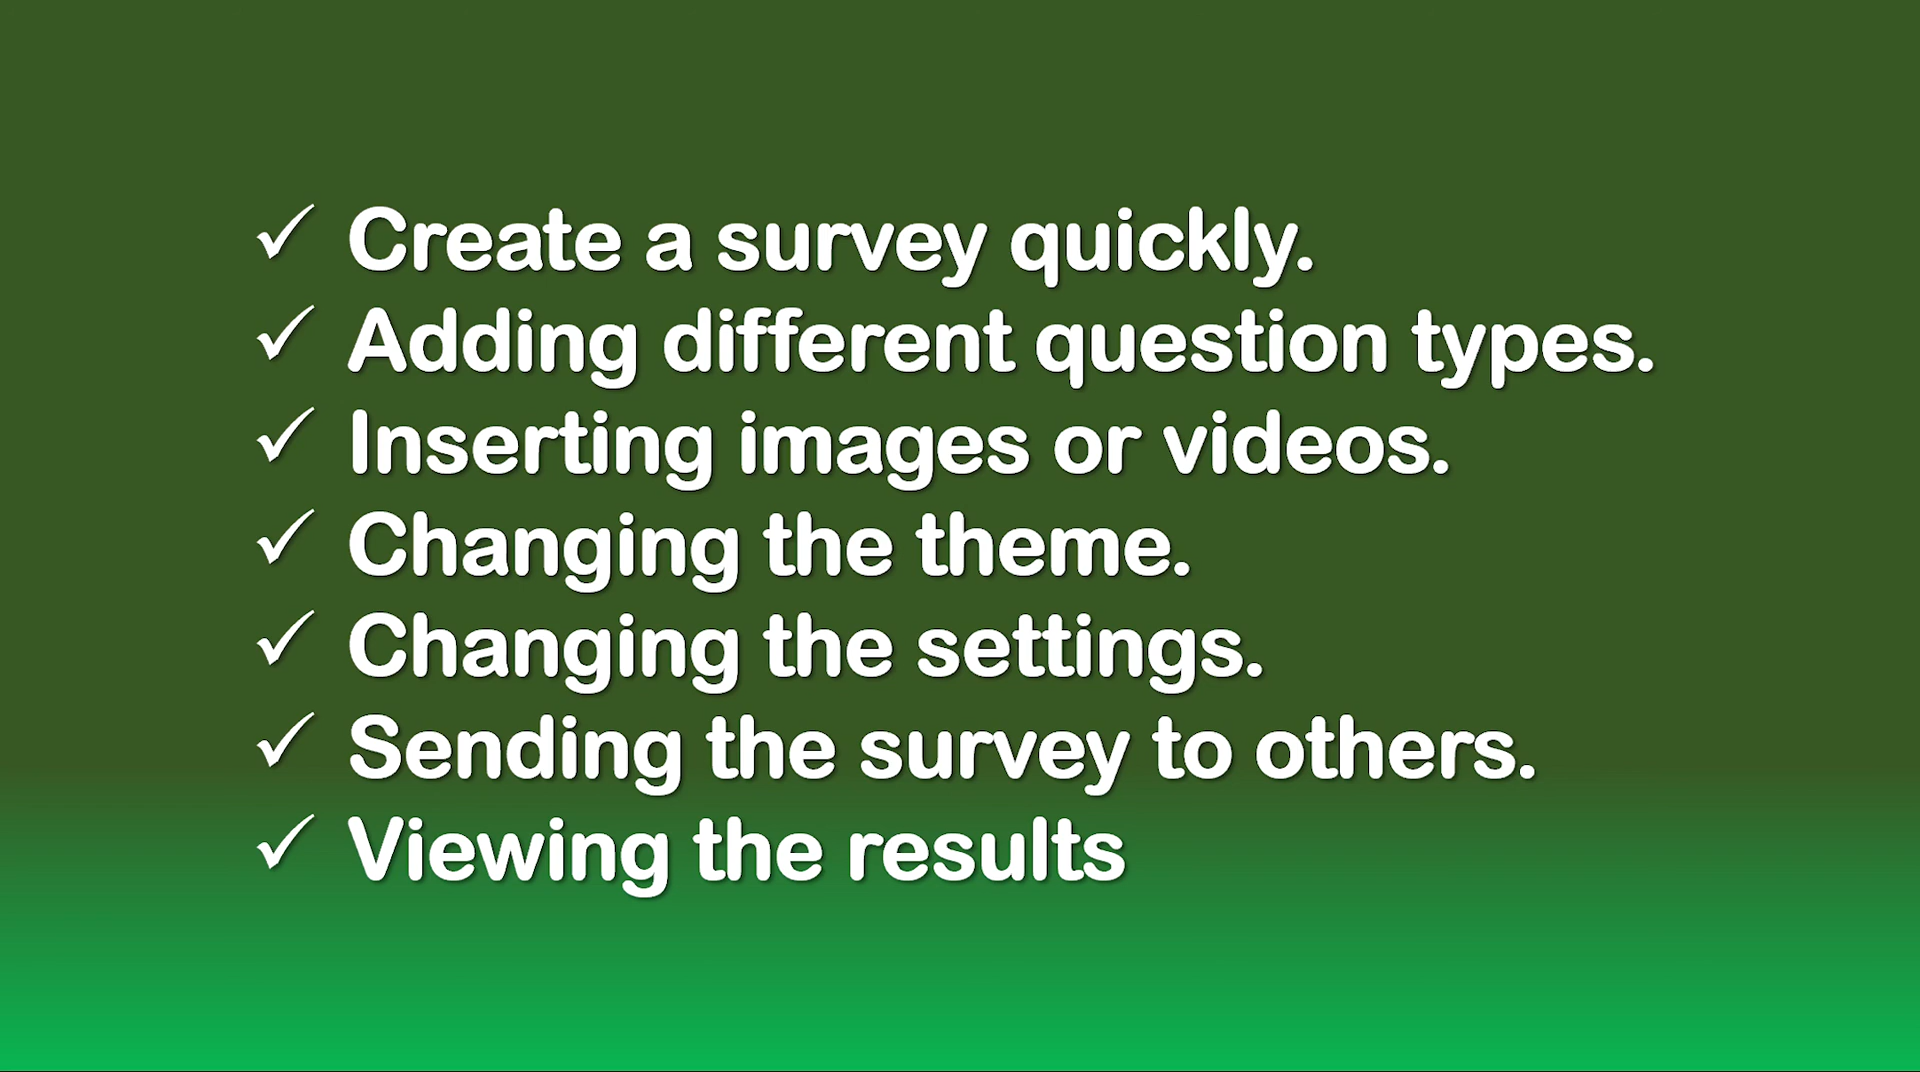 ✓ Create a survey quickly.
✓ Adding different question types.
✓ Inserting images or videos.
✓ Changing the theme.
✓ Changing the settings.
✓ Sending the survey to others.
✓ Viewing the results